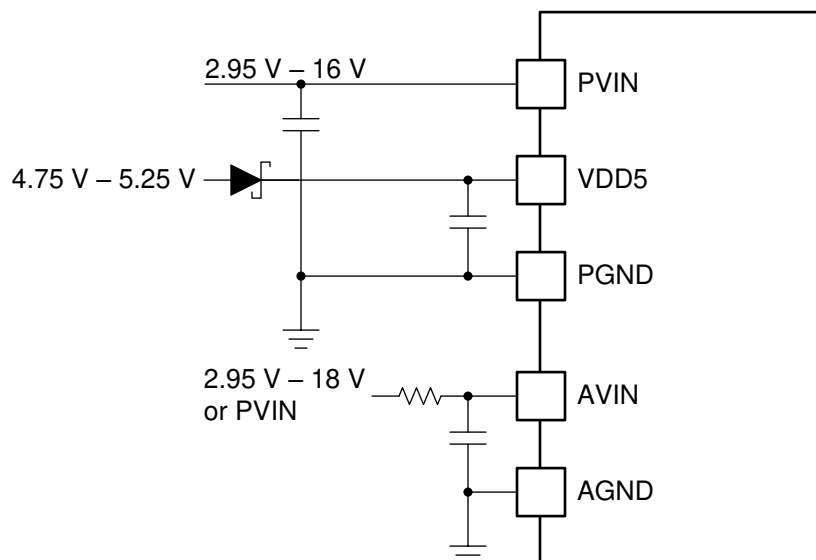 2.95 V – 16 V
PVIN
4.75 V – 5.25 V
VDD5
PGND
2.95 V – 18 V
or PVIN
AVIN
AGND